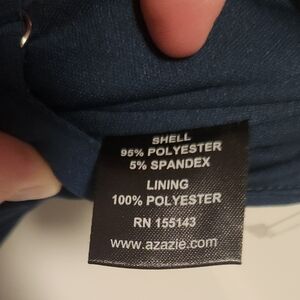 SHELL
95% POLYESTER
5% SPANDEX
LINING
100% POLYESTER
RN 155143
www.azazie.com